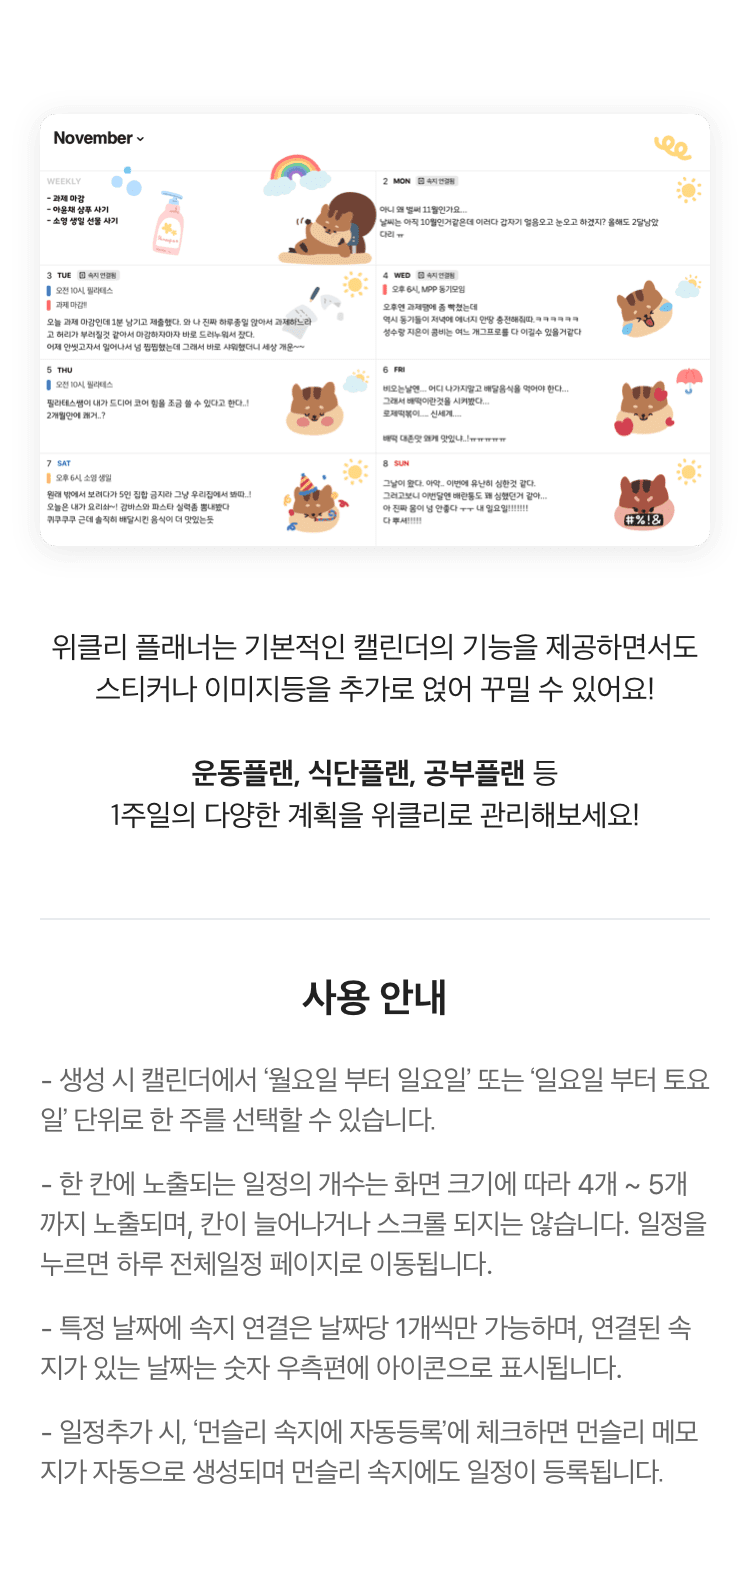 November
WEEKLY
- 과제 마감
- 아윤채 샴푸 사기
- 소영 생일 선물 사기
2 MON 속지 연결됨
아니 왜 벌써 11월인가요...
날씨는 아직 10월인거같은데 이러다 갑자기 얼음오고 눈오고 하겠지? 올해도 2달남았
다리 ㅠ
3 TUE 속지 연결됨
오전 10시, 필라테스
과제 마감!!
오늘 과제 마감인데 1분 남기고 제출했다. 와 나 진짜 하루종일 앉아서 과제하느라
고 허리가 부러질것 같아서 마감하자마자 바로 드러누워서 잤다.
어제 안씻고자서 일어나서 넘 찝찝했는데 그래서 바로 샤워했더니 세상 개운~~
4 WED 속지 연결됨
오후 6시, MPP 동기모임
오후엔 과제땜에 좀 빡쳤는데
역시 동기들이 저녁에 에너지 만땅 충전해줘따.ㅋㅋㅋㅋㅋㅋ
성수랑 지은이 콤비는 여느 개그프로를 다 이길수 있을거같다
5 THU
오전 10시, 필라테스
필라테스쌤이 내가 드디어 코어 힘을 조금 쓸 수 있다고 한다..!
2개월만에 쾌거..?
6 FRI
비오는날엔... 어디 나가지말고 배달음식을 먹어야 한다...
그래서 배떡이란것을 시켜봤다...
로제떡볶이.... 신세계....
배떡 대존맛 왜케 맛있냐..!ㅠㅠㅠㅠㅠ
7 SAT
오후 6시, 소영 생일
원래 밖에서 보려다가 5인 집합 금지라 그냥 우리집에서 봐따..!
오늘은 내가 요리솨~! 감바스와 파스타 실력좀 뽐내봤다
퀴쿠쿠쿠 근데 솔직히 배달시킨 음식이 더 맛있는듯
8 SUN
그날이 왔다. 아악.. 이번에 유난히 심한것 같다.
그러고보니 이번달엔 배란통도 꽤 심했던거 같아...
아 진짜 몸이 넘 안좋다 ㅜㅜ 내 일요일!!!!!!!
다 뿌셔!!!!!
#%!&
위클리 플래너는 기본적인 캘린더의 기능을 제공하면서도
스티커나 이미지등을 추가로 얹어 꾸밀 수 있어요!
운동플랜, 식단플랜, 공부플랜 등
1주일의 다양한 계획을 위클리로 관리해보세요!
사용 안내
- 생성 시 캘린더에서 ‘월요일 부터 일요일’ 또는 ‘일요일 부터 토요
일’ 단위로 한 주를 선택할 수 있습니다.
- 한 칸에 노출되는 일정의 개수는 화면 크기에 따라 4개 ~ 5개
까지 노출되며, 칸이 늘어나거나 스크롤 되지는 않습니다. 일정을
누르면 하루 전체일정 페이지로 이동됩니다.
- 특정 날짜에 속지 연결은 날짜당 1개씩만 가능하며, 연결된 속
지가 있는 날짜는 숫자 우측편에 아이콘으로 표시됩니다.
- 일정추가 시, ‘먼슬리 속지에 자동등록’에 체크하면 먼슬리 메모
지가 자동으로 생성되며 먼슬리 속지에도 일정이 등록됩니다.